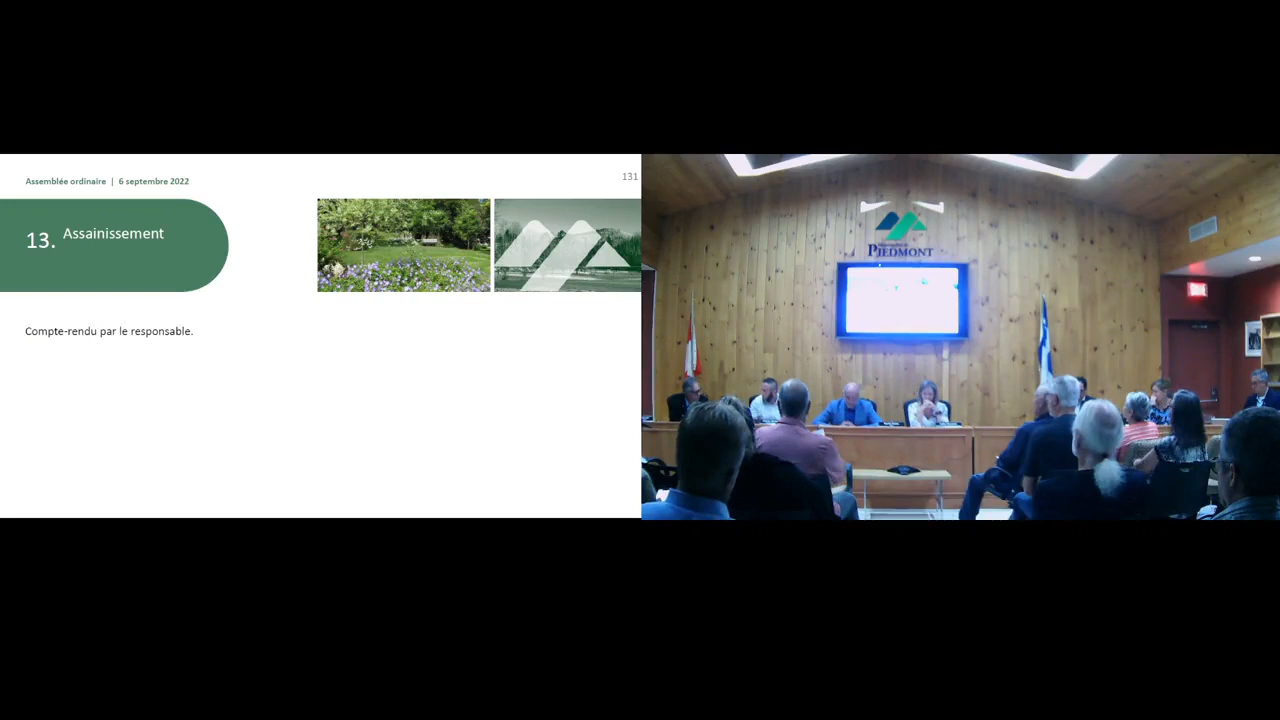 Assemblée ordinaire | 6 septembre 2022
131
13. Assainissement
Compte-rendu par le responsable.
PIEDMONT